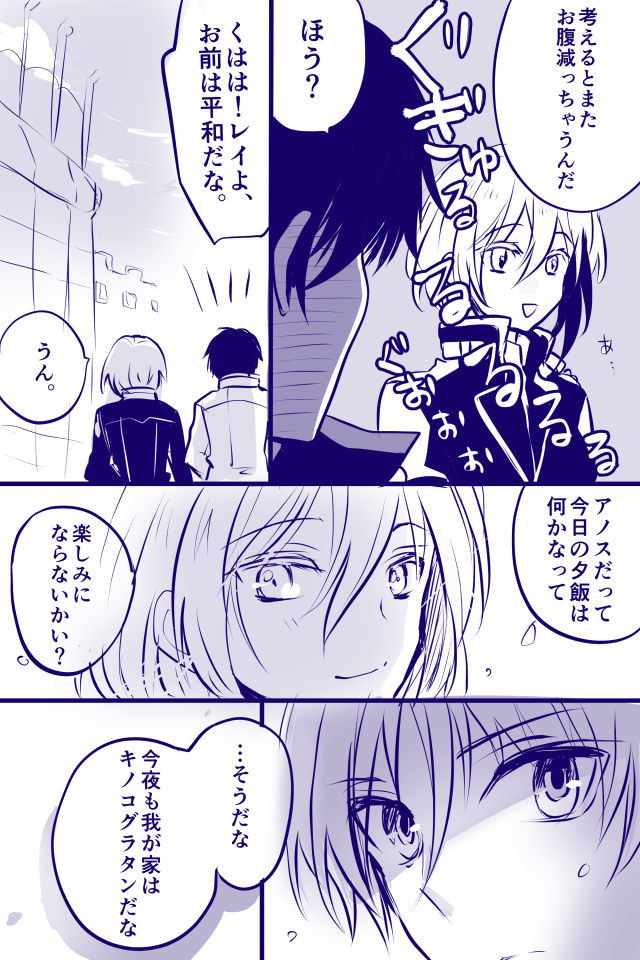 考えるとまた
お腹減っちゃうんだ
ぐぎゅるるるるる
ぐおぉぉぉ
あ…
ほう？
くはは！レイよ、
お前は平和だな。
うん。
アノスだって
今日の夕飯は
何かなって
楽しみに
ならないかい？
…そうだな
今夜も我が家は
キノコグラタンだな